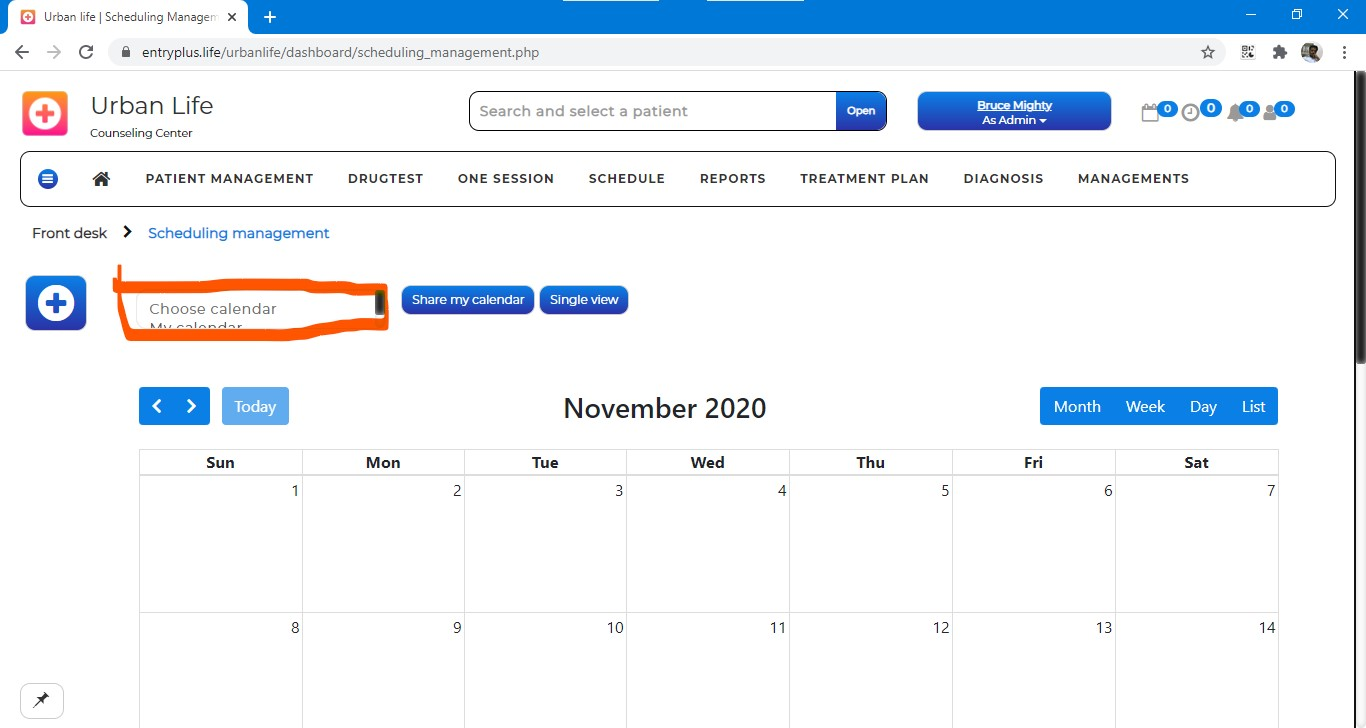 Urban life | Scheduling Managem
entryplus.life/urbanlife/dashboard/scheduling_management.php
Urban Life
Counseling Center
Search and select a patient
Open
Bruce Mighty
As Admin
0 0 0 0
PATIENT MANAGEMENT DRUGTEST ONE SESSION SCHEDULE REPORTS TREATMENT PLAN DIAGNOSIS MANAGEMENTS
Front desk Scheduling management
Choose calendar
My calendar
Share my calendar Single view
Today November 2020 Month Week Day List
Sun Mon Tue Wed Thu Fri Sat
1 2 3 4 5 6 7
8 9 10 11 12 13 14